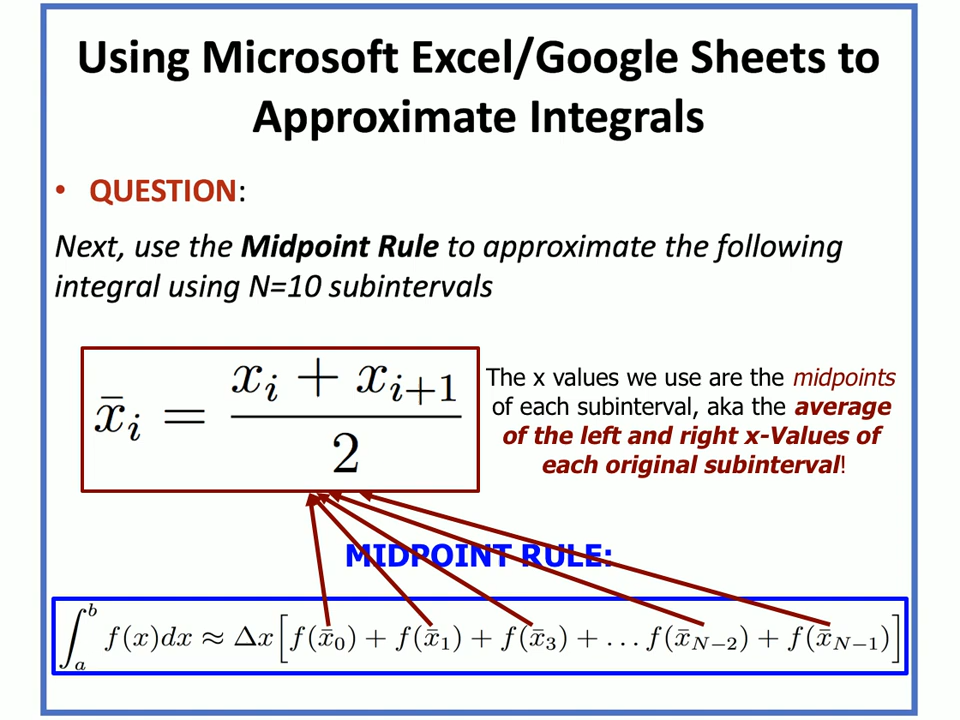 Using Microsoft Excel/Google Sheets to
Approximate Integrals
• QUESTION:
Next, use the Midpoint Rule to approximate the following
integral using N=10 subintervals
x̄ᵢ = (xᵢ + xᵢ₊₁) / 2
The x values we use are the midpoints
of each subinterval, aka the average
of the left and right x-Values of
each original subinterval!
MIDPOINT RULE:
∫ₐᵇ f(x)dx ≈ Δx[f(x̄₀) + f(x̄₁) + f(x̄₃) + … f(x̄_{N−2}) + f(x̄_{N−1})]